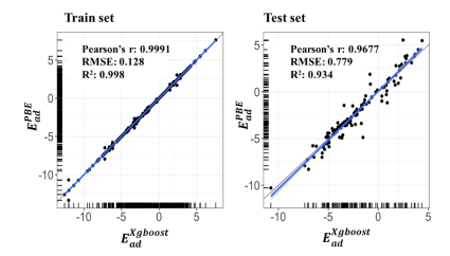 Train set
Test set
Pearson's r: 0.9991
RMSE: 0.128
R²: 0.998
Pearson's r: 0.9677
RMSE: 0.779
R²: 0.934
E_ad^PBE
5
0
-5
-10
-10
-5
0
5
E_ad^Xgboost
E_ad^PBE
5
0
-5
-10
-10
-5
0
5
E_ad^Xgboost